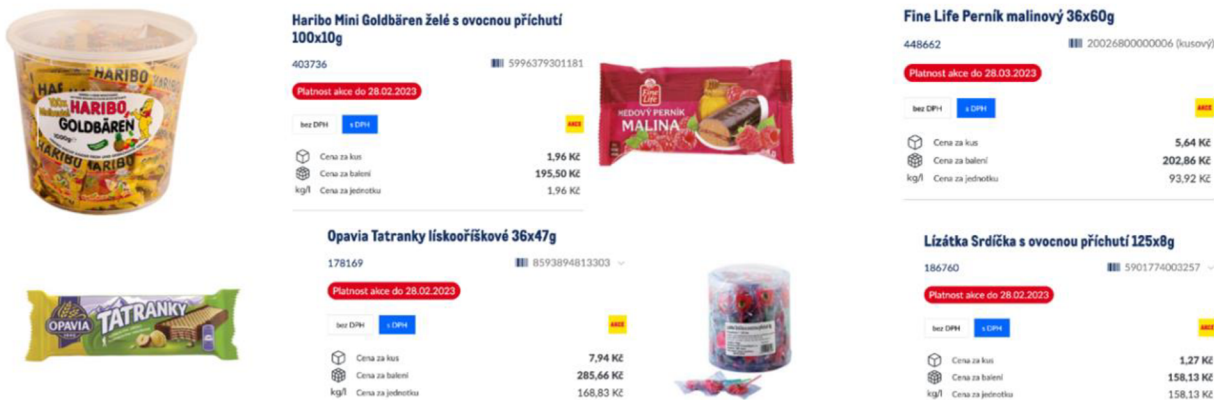 Haribo Mini Goldbären želé s ovocnou příchutí
100x10g
403736
5996379301181
Platnost akce do 28.02.2023
bez DPH
s DPH
AKCE
Cena za kus
1,96 Kč
Cena za balení
195,50 Kč
kg/l Cena za jednotku
1,96 Kč
HARIBO
HARIBO
GOLDBÄREN
1000g
HARIBO
Fine Life Perník malinový 36x60g
448662
20026800000006 (kusový)
Platnost akce do 28.03.2023
bez DPH
s DPH
AKCE
Cena za kus
5,64 Kč
Cena za balení
202,86 Kč
kg/l Cena za jednotku
93,92 Kč
Fine
Life
MEDOVÝ PERNÍK
MALINA
Opavia Tatranky lískooříškové 36x47g
178169
8593894813303
Platnost akce do 28.02.2023
bez DPH
s DPH
AKCE
Cena za kus
7,94 Kč
Cena za balení
285,66 Kč
kg/l Cena za jednotku
168,83 Kč
OPAVIA
TATRANKY
Lízátka Srdíčka s ovocnou příchutí 125x8g
186760
5901774003257
Platnost akce do 28.02.2023
bez DPH
s DPH
AKCE
Cena za kus
1,27 Kč
Cena za balení
158,13 Kč
kg/l Cena za jednotku
158,13 Kč